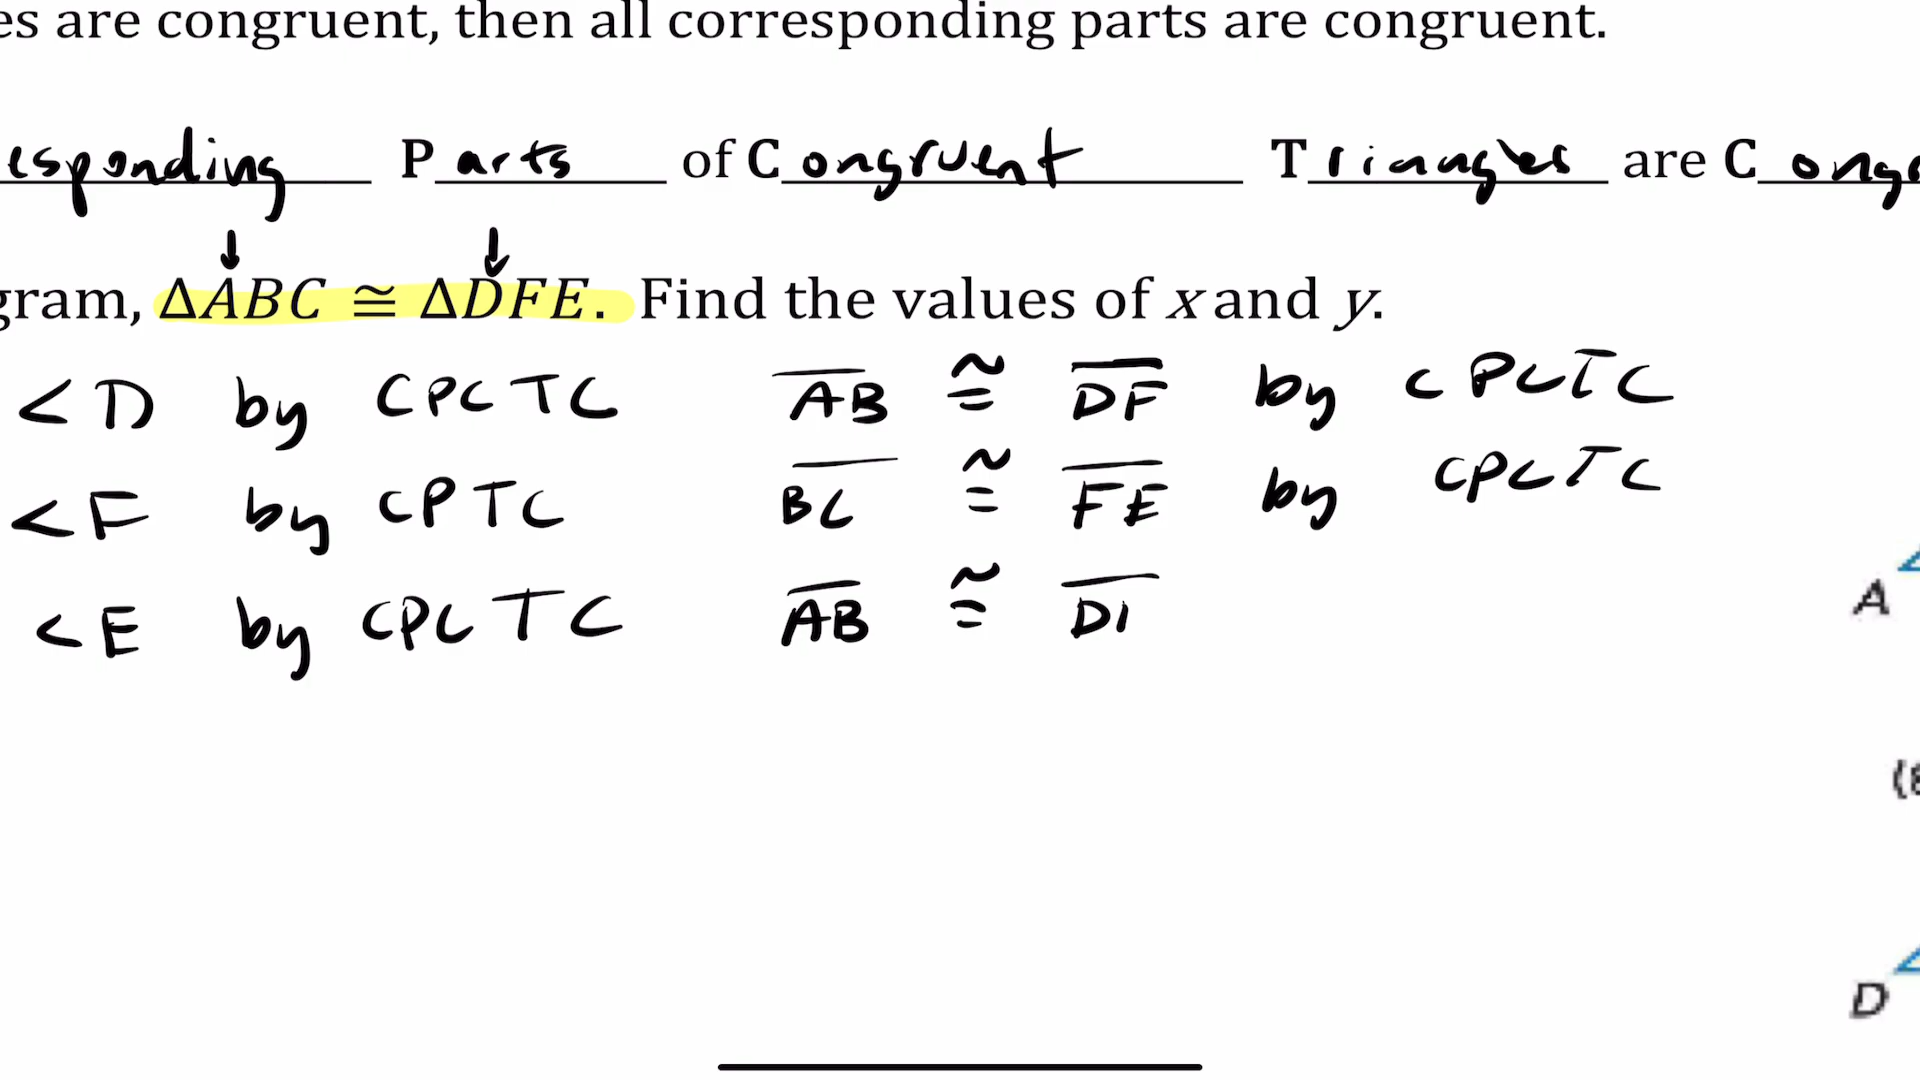 es are congruent, then all corresponding parts are congruent.
esponding Parts of Congruent Triangles are Cong
gram, ΔABC ≅ ΔDFE. Find the values of x and y.
<D by CPCTC AB ≅ DF by CPCTC
<F by CPTC BC ≅ FE by CPCTC
<E by CPCTC AB ≅ DI
A
(8
D